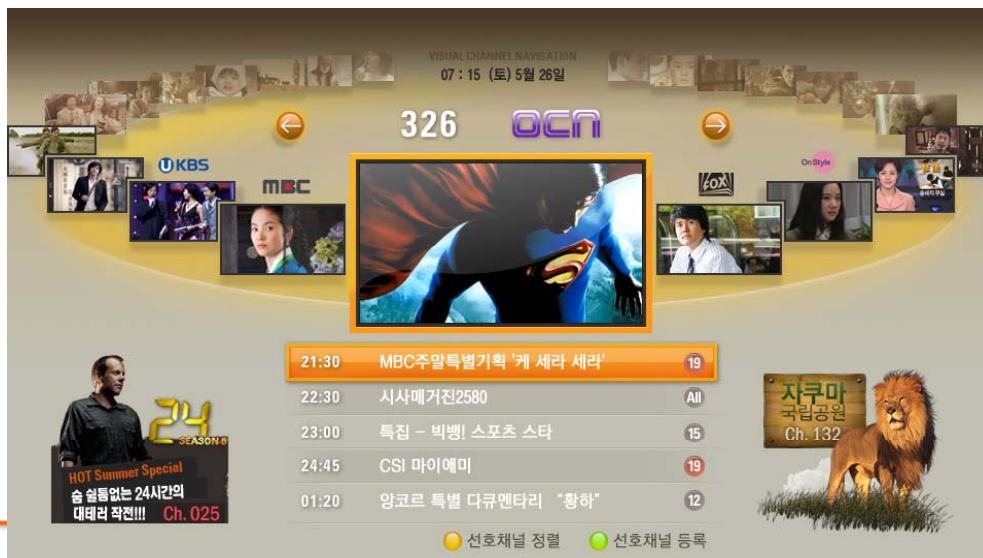 VISUAL CHANNEL NAVIGATION
07 : 15 (토) 5월 26일
326 OCN
KBS
MBC
FOX
On Style
21:30 MBC주말특별기획 '케 세라 세라' 19
22:30 시사매거진2580 All
23:00 특집 - 빅뱅! 스포츠 스타 15
24:45 CSI 마이애미 19
01:20 앙코르 특별 다큐멘타리 "황하" 12
24
SEASON 6
HOT Summer Special
숨 쉴틈없는 24시간의
대테러 작전!!! Ch. 025
자쿠마
국립공원
Ch. 132
선호채널 정렬 선호채널 등록